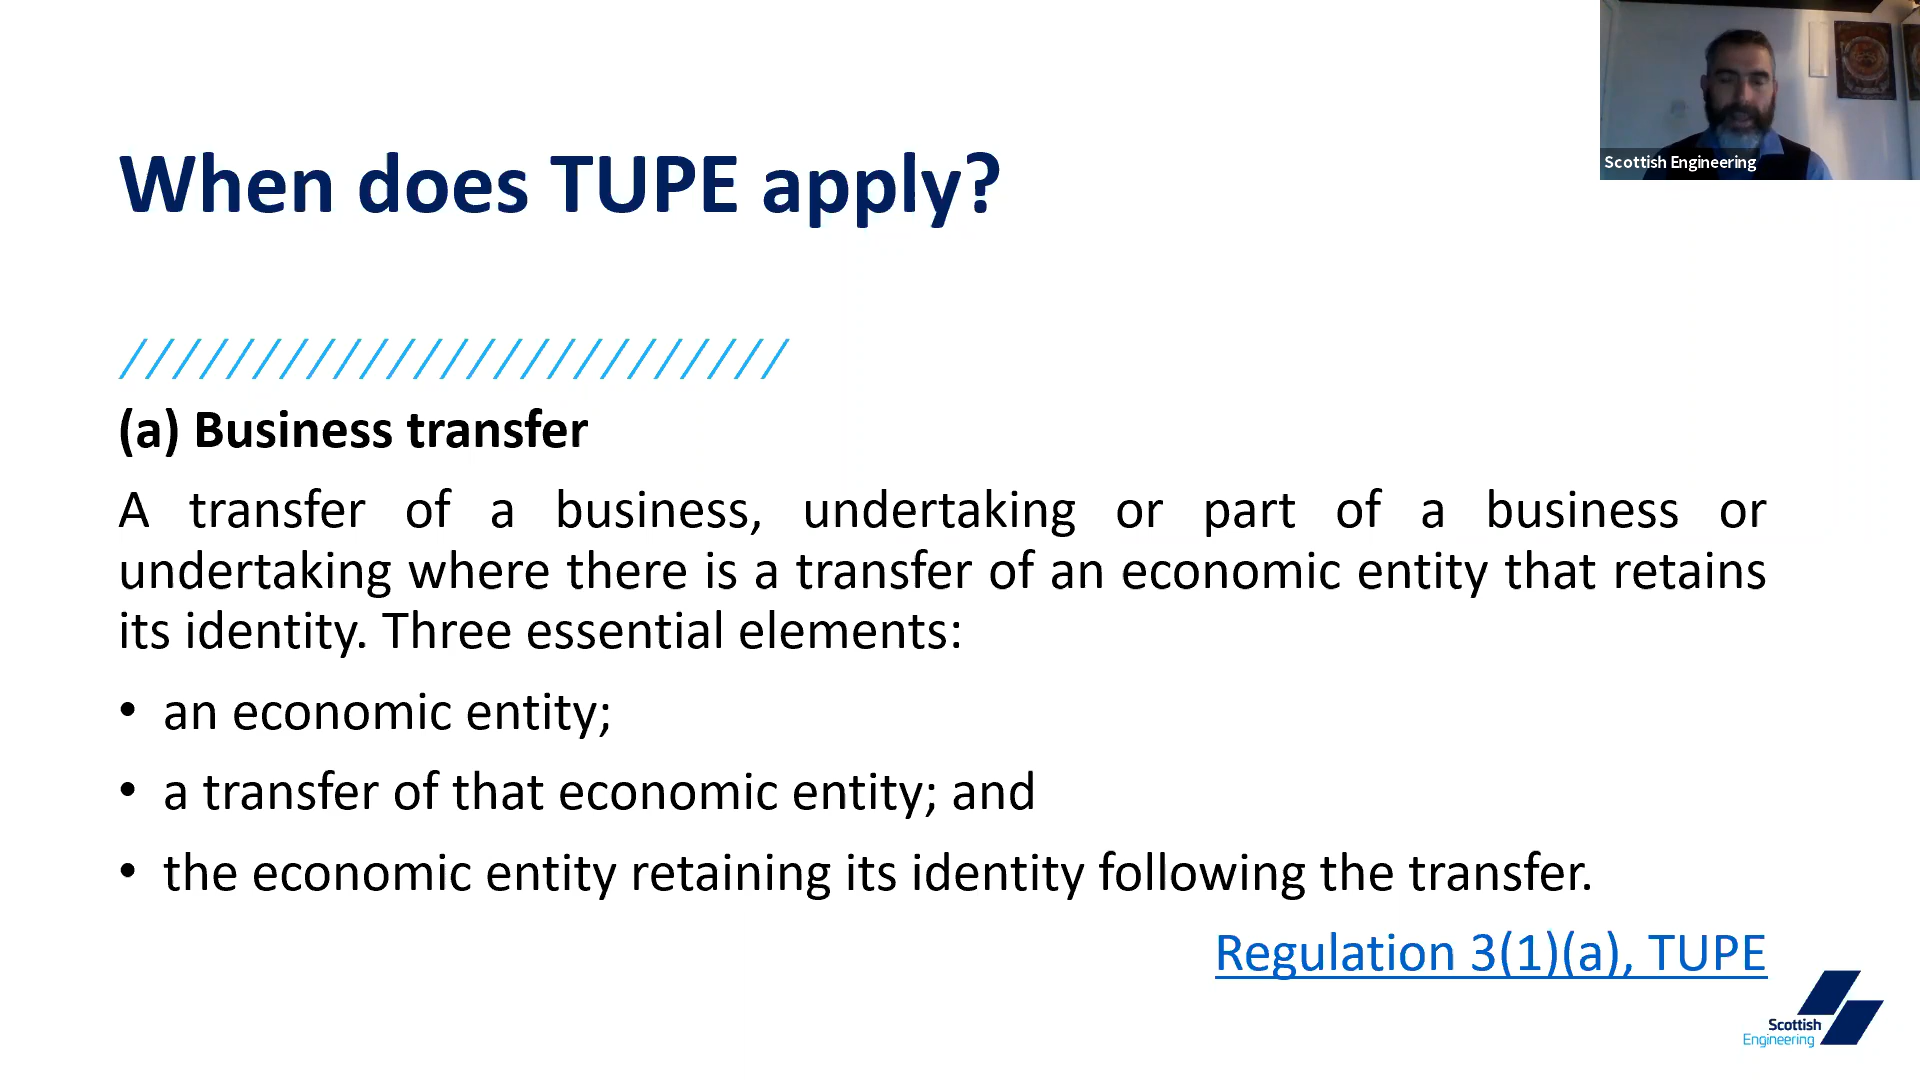 Scottish Engineering
When does TUPE apply?
(a) Business transfer
A transfer of a business, undertaking or part of a business or
undertaking where there is a transfer of an economic entity that retains
its identity. Three essential elements:
• an economic entity;
• a transfer of that economic entity; and
• the economic entity retaining its identity following the transfer.
Regulation 3(1)(a), TUPE
Scottish
Engineering